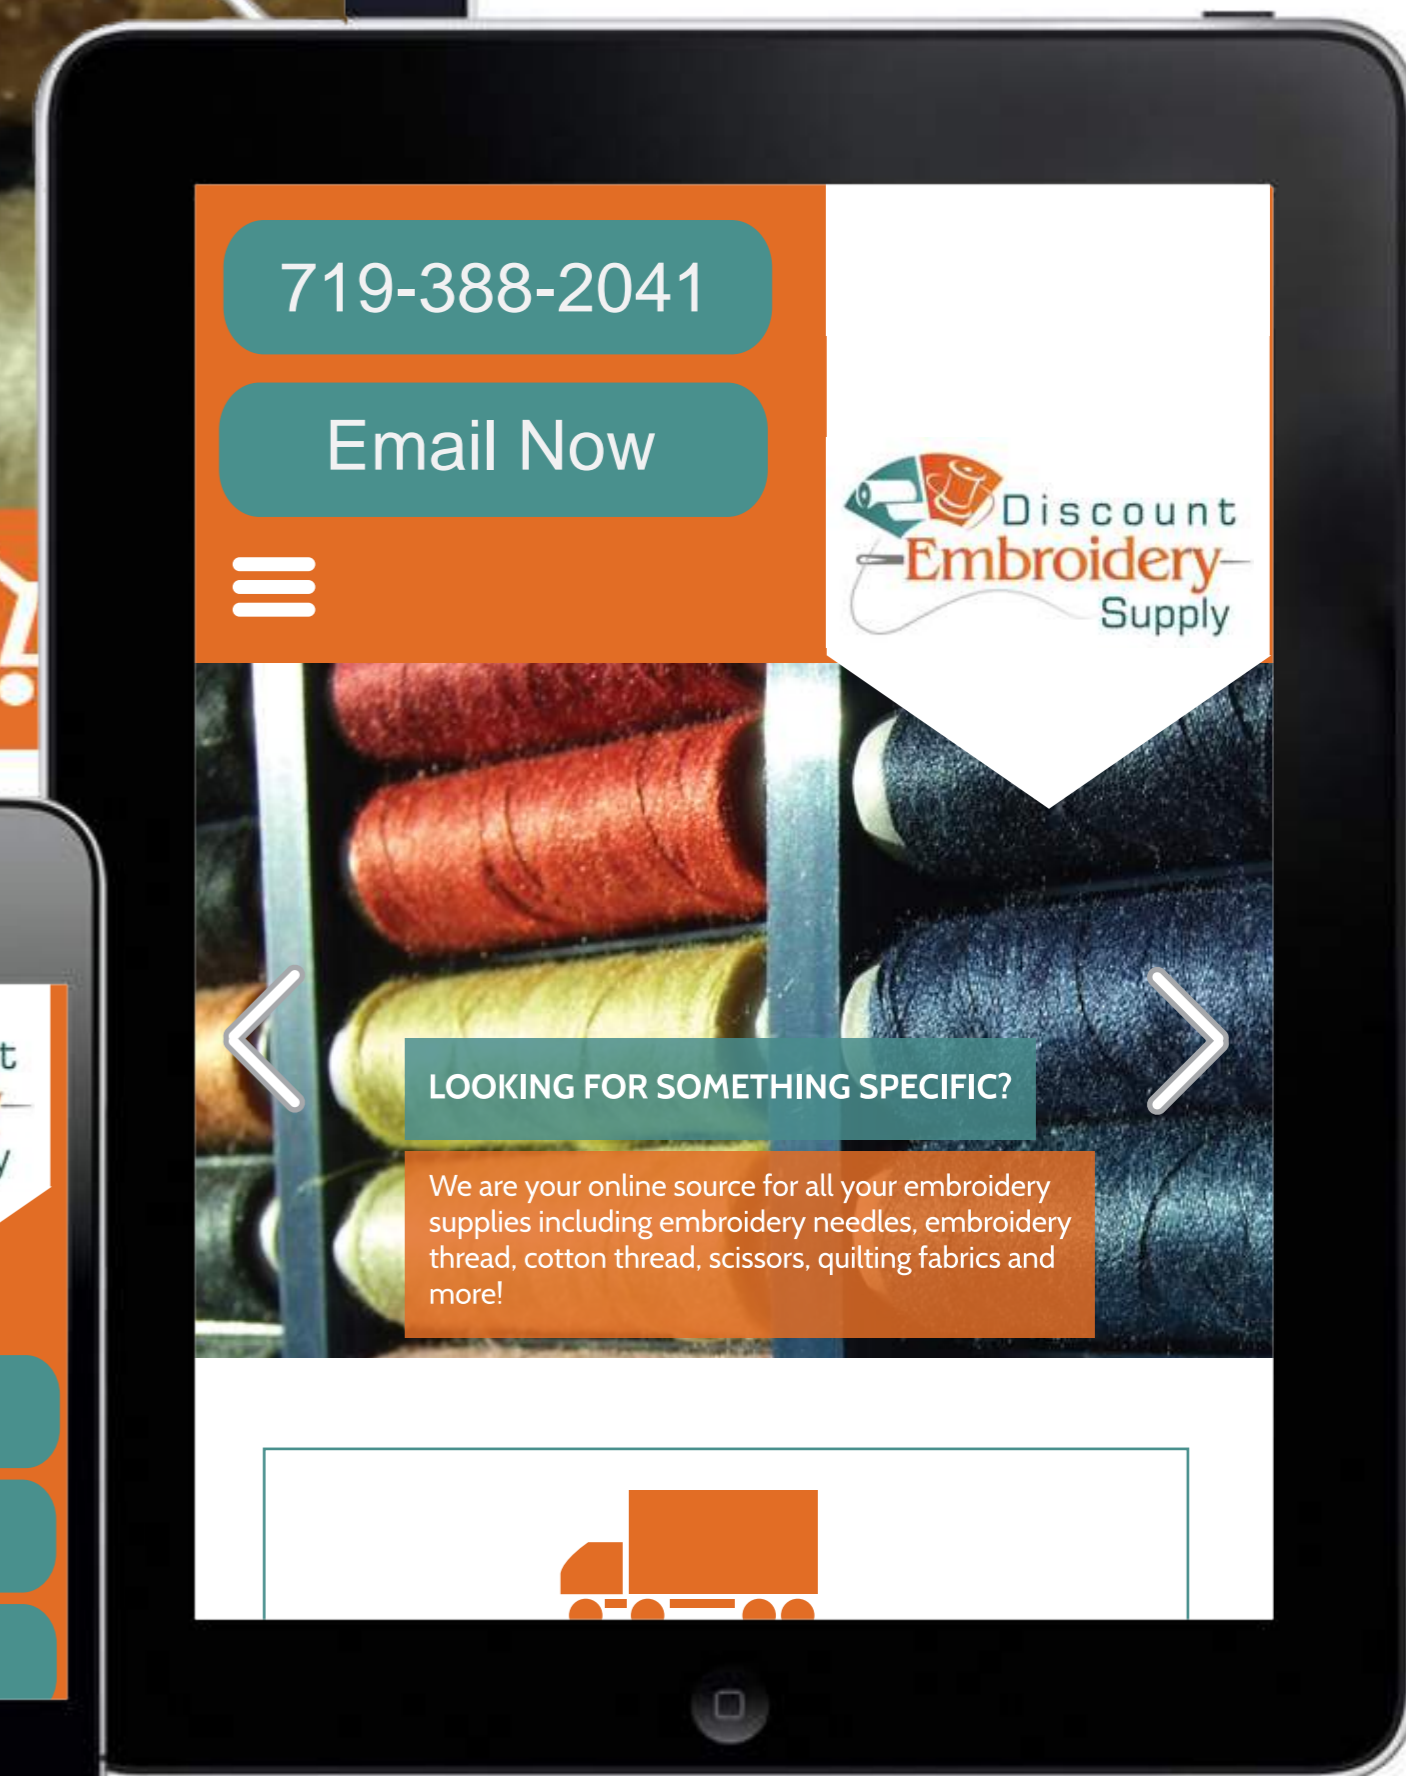 719-388-2041
Email Now
Discount
Embroidery
Supply
LOOKING FOR SOMETHING SPECIFIC?
We are your online source for all your embroidery
supplies including embroidery needles, embroidery
thread, cotton thread, scissors, quilting fabrics and
more!
t
y